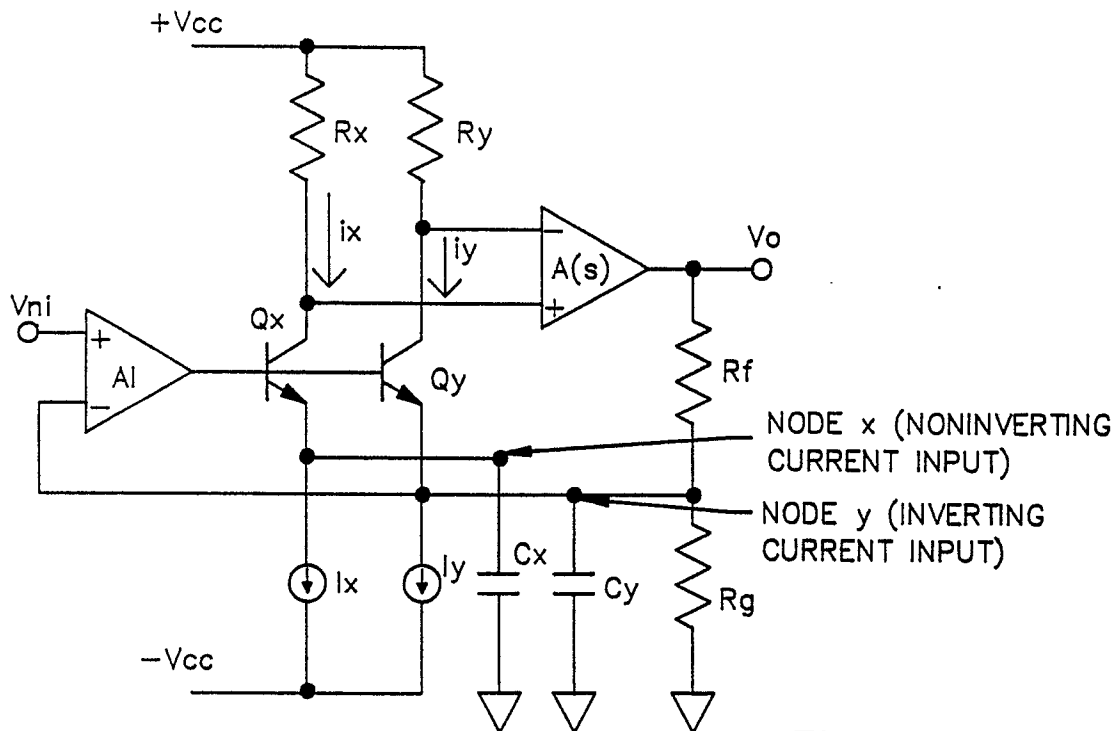 +Vcc
Rx
Ry
ix
iy
A(s)
Vo
Vni
Qx
Qy
AI
Rf
NODE x (NONINVERTING
CURRENT INPUT)
NODE y (INVERTING
CURRENT INPUT)
Ix
Iy
Cx
Cy
Rg
-Vcc